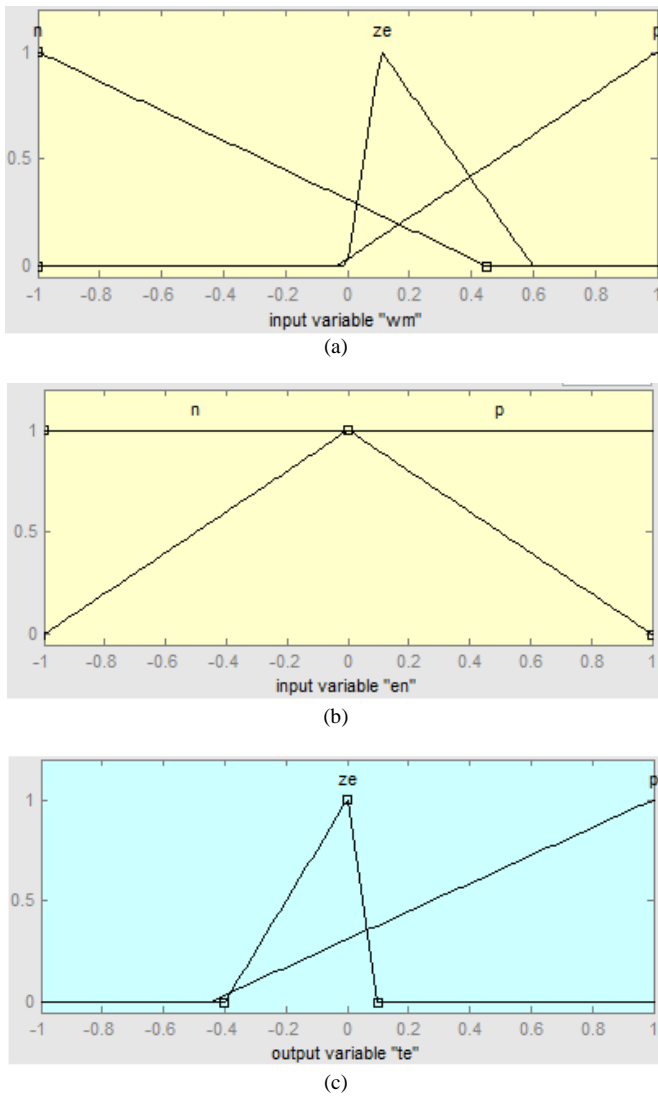 n ze p
1
0.5
0
-1 -0.8 -0.6 -0.4 -0.2 0 0.2 0.4 0.6 0.8 1
input variable "wm"
(a)
n p
1
0.5
0
-1 -0.8 -0.6 -0.4 -0.2 0 0.2 0.4 0.6 0.8 1
input variable "en"
(b)
ze p
1
0.5
0
-1 -0.8 -0.6 -0.4 -0.2 0 0.2 0.4 0.6 0.8 1
output variable "te"
(c)